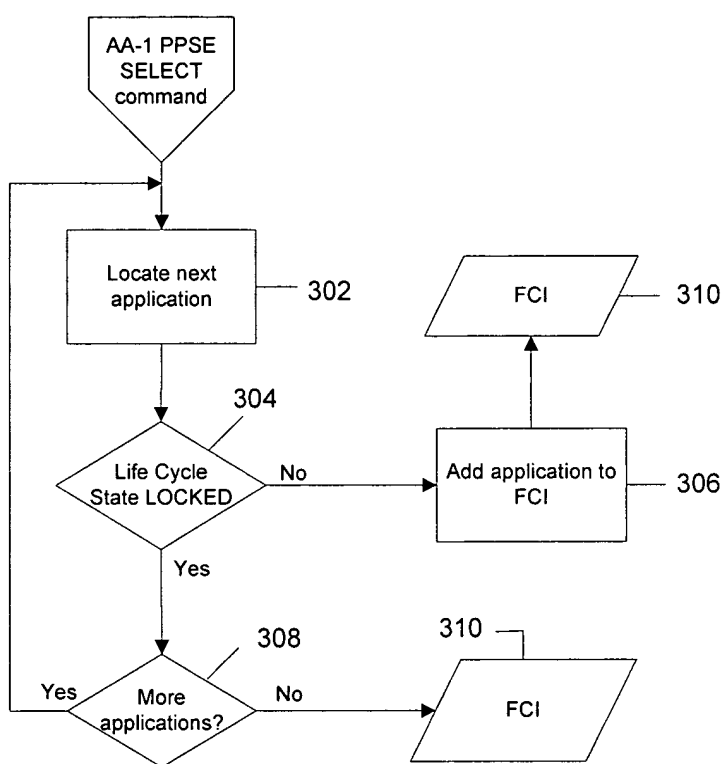 AA-1 PPSE
SELECT
command
Locate next
application
302
FCI
310
304
Life Cycle
State LOCKED
No
Add application to
FCI
306
Yes
308
310
Yes
More
applications?
No
FCI